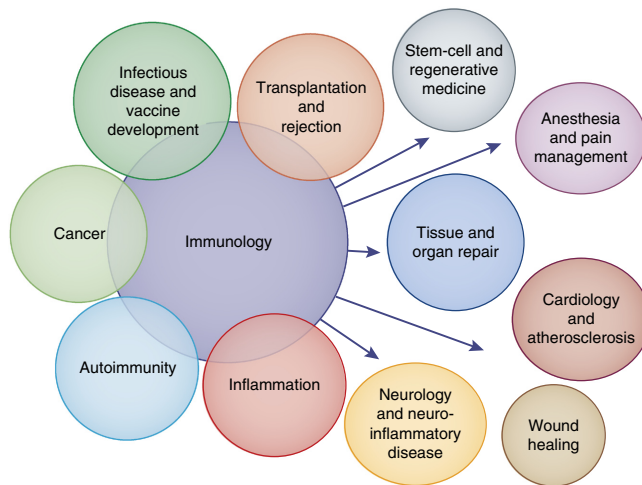 Infectious
disease and
vaccine
development
Transplantation
and
rejection
Stem-cell and
regenerative
medicine
Anesthesia
and pain
management
Cancer
Immunology
Tissue and
organ repair
Cardiology
and
atherosclerosis
Autoimmunity
Inflammation
Neurology
and neuro-
inflammatory
disease
Wound
healing